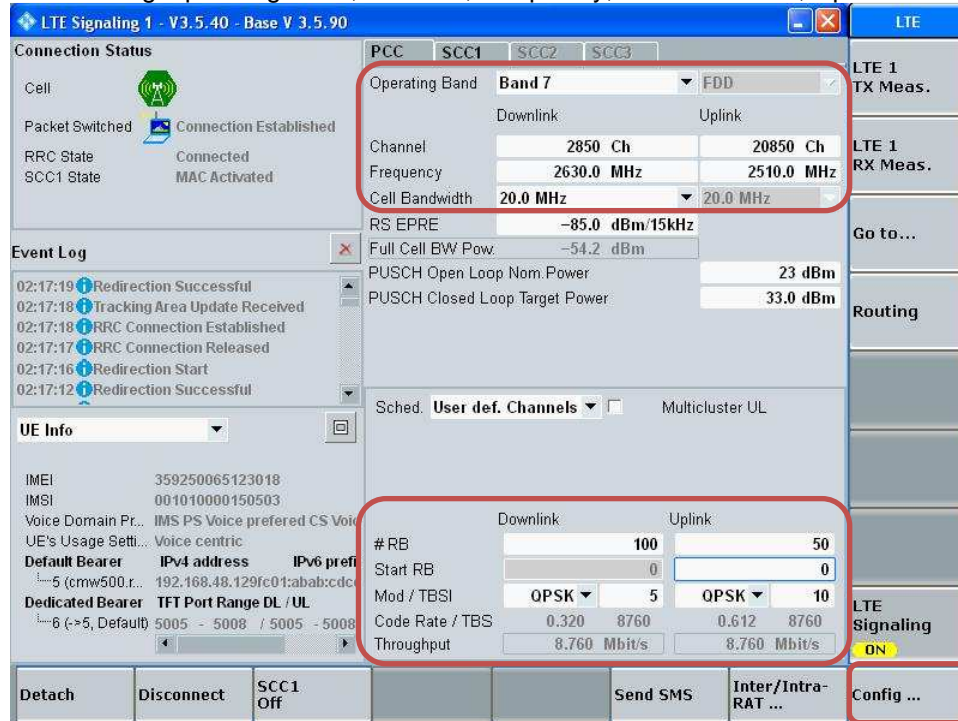 LTE Signaling 1 - V3.5.40 - Base V 3.5.90
LTE
Connection Status
Cell
Packet Switched Connection Established
RRC State Connected
SCC1 State MAC Activated
Event Log
02:17:19 Redirection Successful
02:17:18 Tracking Area Update Received
02:17:18 RRC Connection Established
02:17:17 RRC Connection Released
02:17:16 Redirection Start
02:17:12 Redirection Successful
UE Info
IMEI 359250065123018
IMSI 001010000150503
Voice Domain Pr... IMS PS Voice prefered CS Voic
UE's Usage Setti... Voice centric
Default Bearer IPv4 address IPv6 prefi
5 (cmw500.r... 192.168.48.129fc01:abab:cdc
Dedicated Bearer TFT Port Range DL / UL
6 (->5, Default) 5005 - 5008 / 5005 - 5008
PCC SCC1 SCC2 SCC3
Operating Band Band 7 FDD
Downlink Uplink
Channel 2850 Ch 20850 Ch
Frequency 2630.0 MHz 2510.0 MHz
Cell Bandwidth 20.0 MHz 20.0 MHz
RS EPRE -85.0 dBm/15kHz
Full Cell BW Pow. -54.2 dBm
PUSCH Open Loop Nom.Power 23 dBm
PUSCH Closed Loop Target Power 33.0 dBm
Sched. User def. Channels Multicluster UL
Downlink Uplink
# RB 100 50
Start RB 0 0
Mod / TBSI QPSK 5 QPSK 10
Code Rate / TBS 0.320 8760 0.612 8760
Throughput 8.760 Mbit/s 8.760 Mbit/s
LTE 1
TX Meas.
LTE 1
RX Meas.
Go to...
Routing
LTE
Signaling
ON
Detach
Disconnect
SCC1
Off
Send SMS
Inter/Intra-
RAT ...
Config ...